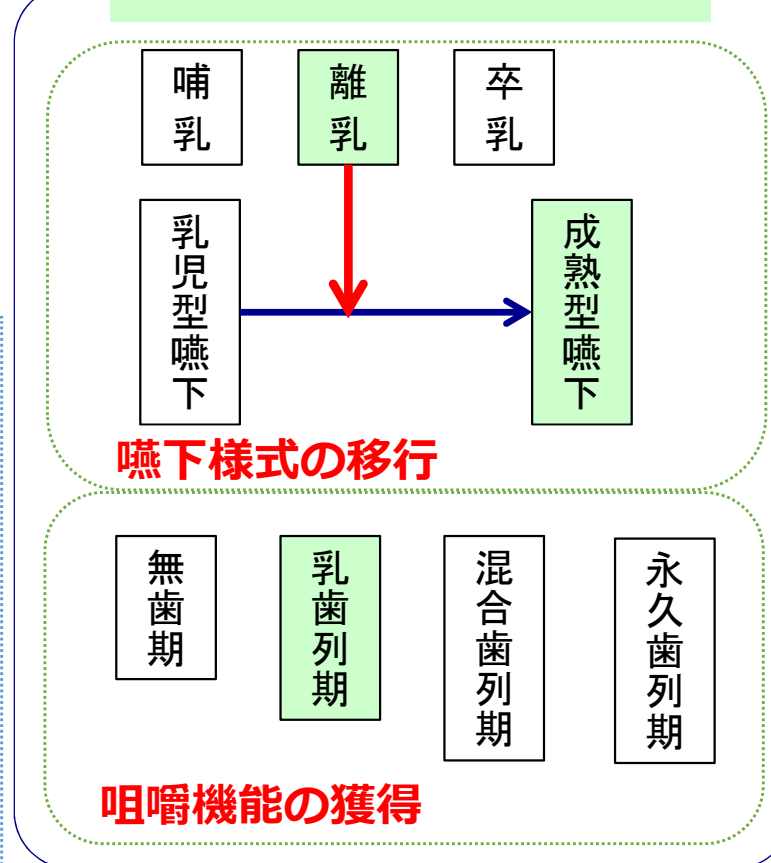 哺乳
離乳
卒乳
乳児型嚥下
成熟型嚥下
嚥下様式の移行
無歯期
乳歯列期
混合歯列期
永久歯列期
咀嚼機能の獲得